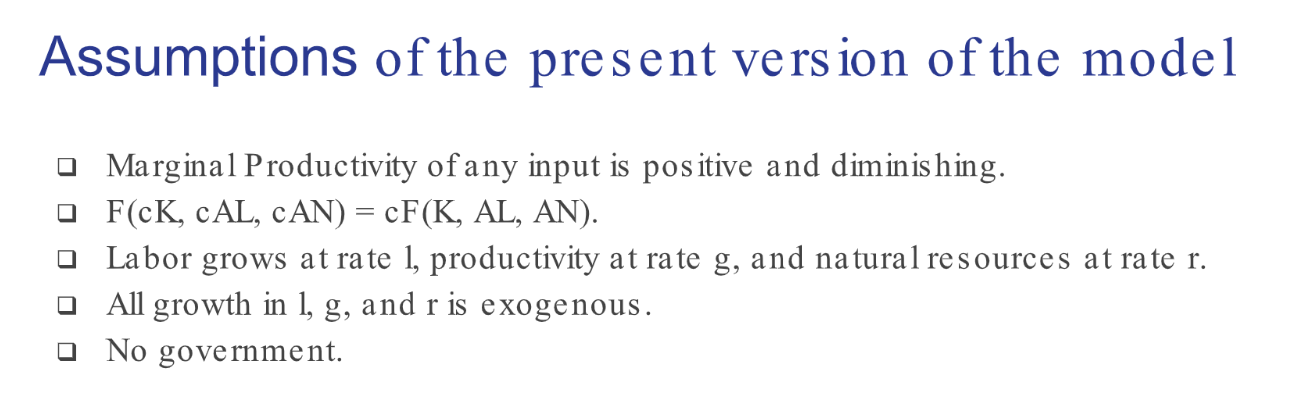 Assumptions of the present version of the model
❑ Marginal Productivity of any input is positive and diminishing.
❑ F(cK, cAL, cAN) = cF(K, AL, AN).
❑ Labor grows at rate l, productivity at rate g, and natural resources at rate r.
❑ All growth in l, g, and r is exogenous.
❑ No government.